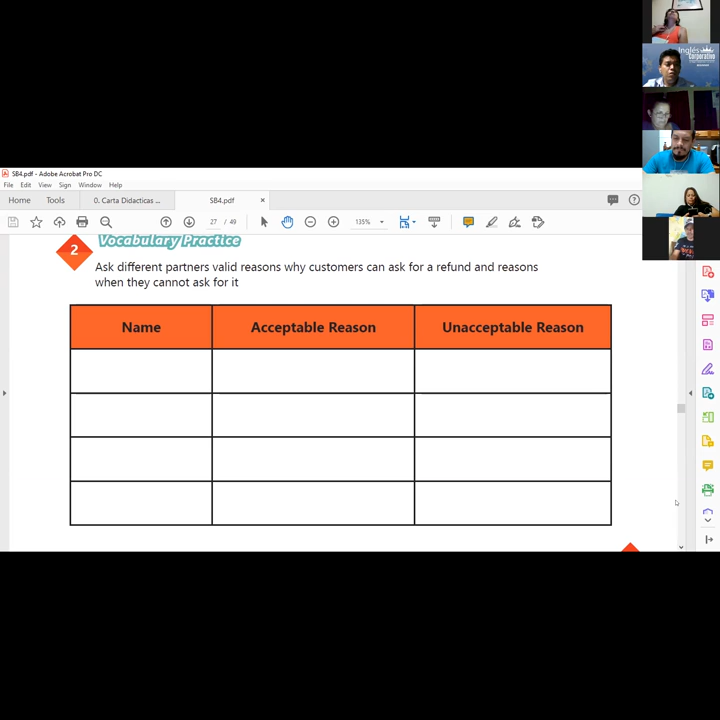 Inglés
Corporativo
SB4.pdf - Adobe Acrobat Pro DC
File Edit View Sign Window Help
Home Tools 0. Carta Didacticas ... SB4.pdf ×
27 / 49 135%
2 Vocabulary Practice
Ask different partners valid reasons why customers can ask for a refund and reasons
when they cannot ask for it
Name Acceptable Reason Unacceptable Reason